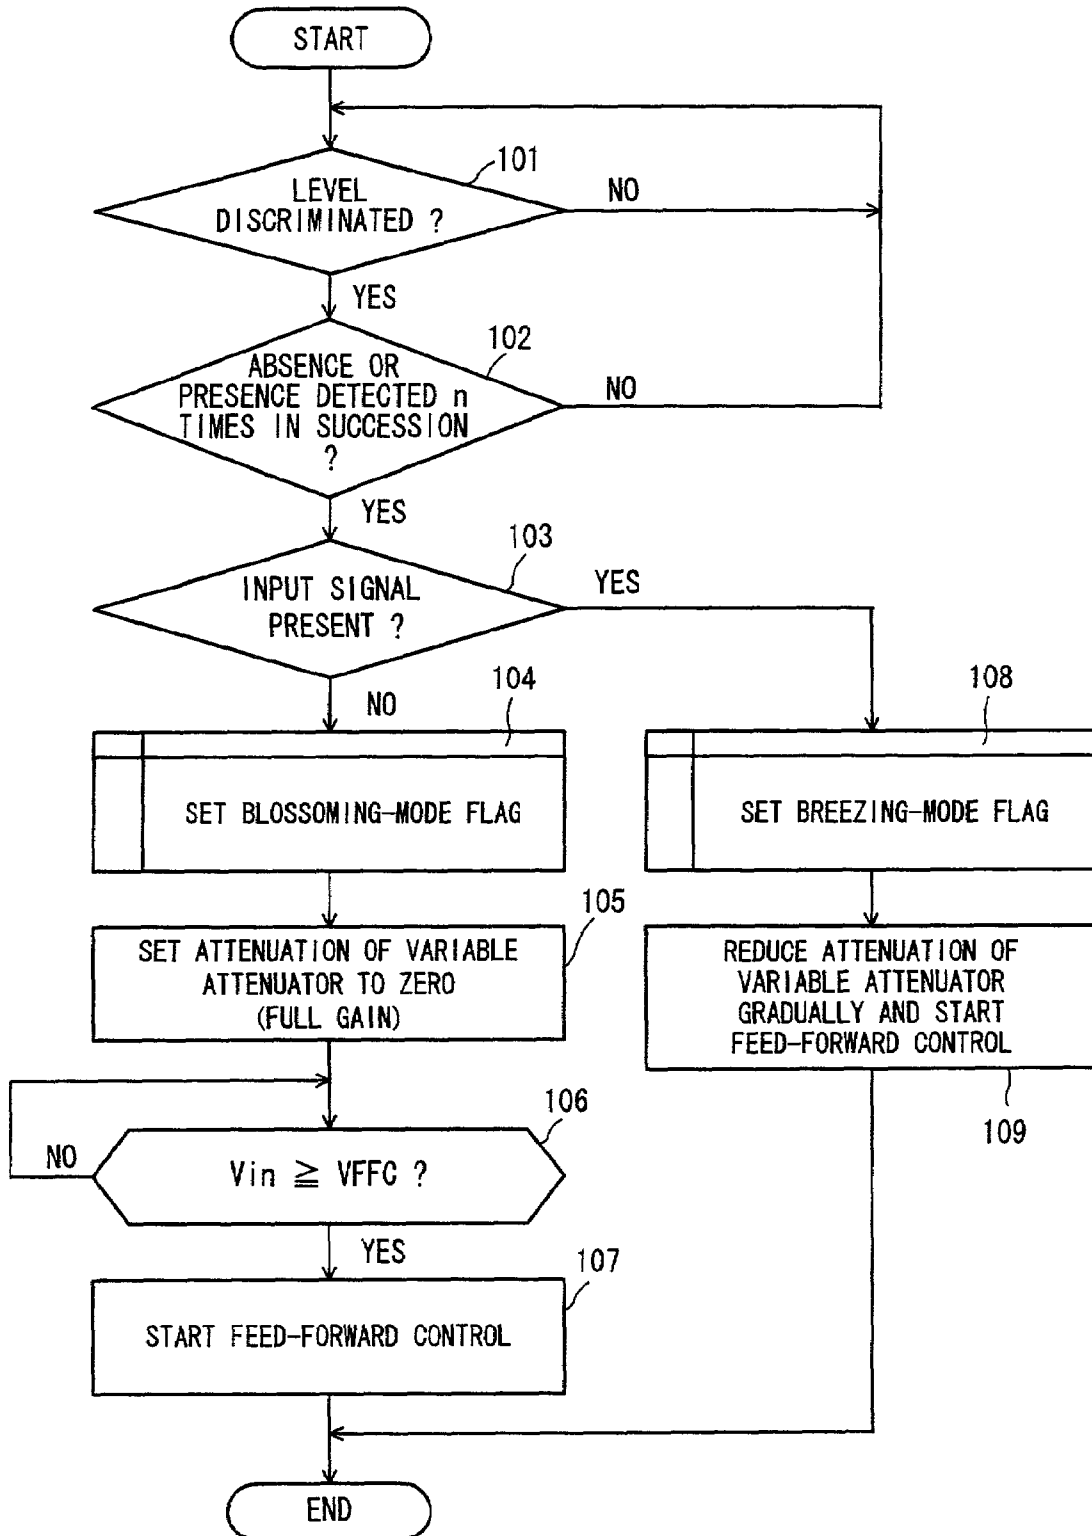 START
101
LEVEL
DISCRIMINATED ?
NO
YES
102
ABSENCE OR
PRESENCE DETECTED n
TIMES IN SUCCESSION
?
NO
YES
103
INPUT SIGNAL
PRESENT ?
YES
NO
104
SET BLOSSOMING-MODE FLAG
108
SET BREEZING-MODE FLAG
105
SET ATTENUATION OF VARIABLE
ATTENUATOR TO ZERO
(FULL GAIN)
REDUCE ATTENUATION OF
VARIABLE ATTENUATOR
GRADUALLY AND START
FEED-FORWARD CONTROL
109
106
NO
Vin ≧ VFFC ?
YES
107
START FEED-FORWARD CONTROL
END